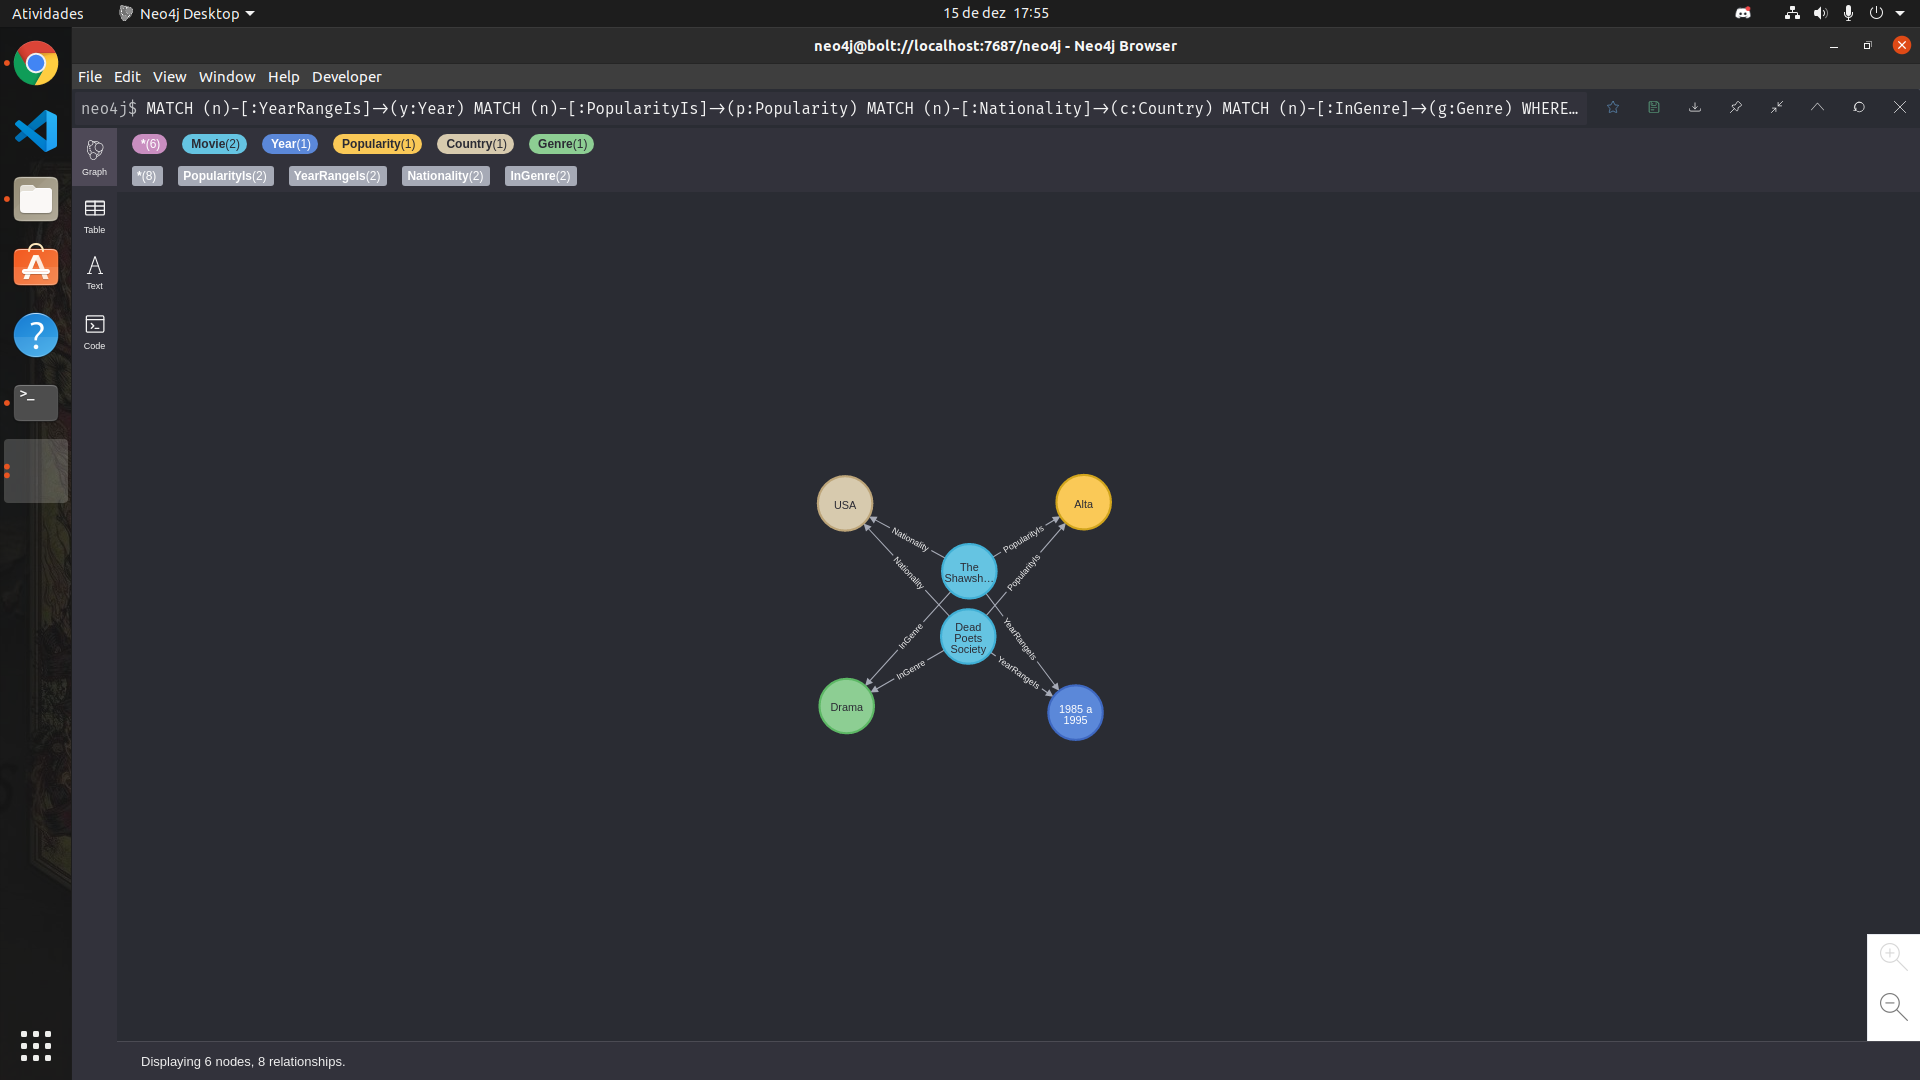 Atividades Neo4j Desktop 15 de dez 17:55
neo4j@bolt://localhost:7687/neo4j - Neo4j Browser
File Edit View Window Help Developer
neo4j$ MATCH (n)-[:YearRangeIs]->(y:Year) MATCH (n)-[:PopularityIs]->(p:Popularity) MATCH (n)-[:Nationality]->(c:Country) MATCH (n)-[:InGenre]->(g:Genre) WHERE…
*(6) Movie(2) Year(1) Popularity(1) Country(1) Genre(1)
*(8) PopularityIs(2) YearRangeIs(2) Nationality(2) InGenre(2)
Graph
Table
Text
Code
USA
Alta
Nationality
PopularityIs
Nationality
PopularityIs
The
Shawsh…
Dead
Poets
Society
InGenre
YearRangeIs
InGenre
YearRangeIs
Drama
1985 a
1995
Displaying 6 nodes, 8 relationships.